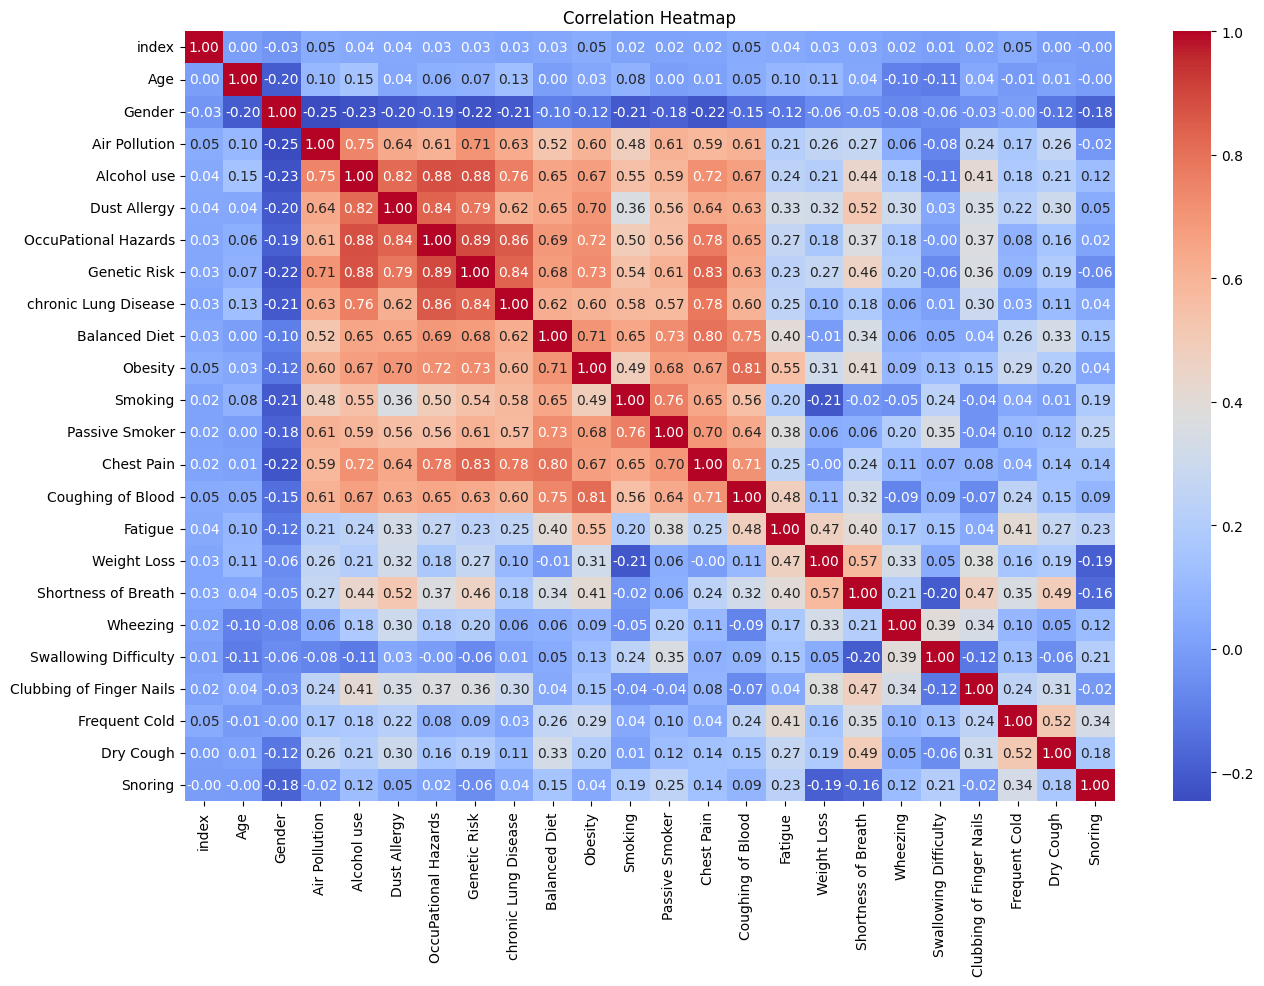 Correlation Heatmap
index 1.00 0.00 -0.03 0.05 0.04 0.04 0.03 0.03 0.03 0.03 0.05 0.02 0.02 0.02 0.05 0.04 0.03 0.03 0.02 0.01 0.02 0.05 0.00 -0.00
Age 0.00 1.00 -0.20 0.10 0.15 0.04 0.06 0.07 0.13 0.00 0.03 0.08 0.00 0.01 0.05 0.10 0.11 0.04 -0.10 -0.11 0.04 -0.01 0.01 -0.00
Gender -0.03 -0.20 1.00 -0.25 -0.23 -0.20 -0.19 -0.22 -0.21 -0.10 -0.12 -0.21 -0.18 -0.22 -0.15 -0.12 -0.06 -0.05 -0.08 -0.06 -0.03 -0.00 -0.12 -0.18
Air Pollution 0.05 0.10 -0.25 1.00 0.75 0.64 0.61 0.71 0.63 0.52 0.60 0.48 0.61 0.59 0.61 0.21 0.26 0.27 0.06 -0.08 0.24 0.17 0.26 -0.02
Alcohol use 0.04 0.15 -0.23 0.75 1.00 0.82 0.88 0.88 0.76 0.65 0.67 0.55 0.59 0.72 0.67 0.24 0.21 0.44 0.18 -0.11 0.41 0.18 0.21 0.12
Dust Allergy 0.04 0.04 -0.20 0.64 0.82 1.00 0.84 0.79 0.62 0.65 0.70 0.36 0.56 0.64 0.63 0.33 0.32 0.52 0.30 0.03 0.35 0.22 0.30 0.05
OccuPational Hazards 0.03 0.06 -0.19 0.61 0.88 0.84 1.00 0.89 0.86 0.69 0.72 0.50 0.56 0.78 0.65 0.27 0.18 0.37 0.18 -0.00 0.37 0.08 0.16 0.02
Genetic Risk 0.03 0.07 -0.22 0.71 0.88 0.79 0.89 1.00 0.84 0.68 0.73 0.54 0.61 0.83 0.63 0.23 0.27 0.46 0.20 -0.06 0.36 0.09 0.19 -0.06
chronic Lung Disease 0.03 0.13 -0.21 0.63 0.76 0.62 0.86 0.84 1.00 0.62 0.60 0.58 0.57 0.78 0.60 0.25 0.10 0.18 0.06 0.01 0.30 0.03 0.11 0.04
Balanced Diet 0.03 0.00 -0.10 0.52 0.65 0.65 0.69 0.68 0.62 1.00 0.71 0.65 0.73 0.80 0.75 0.40 -0.01 0.34 0.06 0.05 0.04 0.26 0.33 0.15
Obesity 0.05 0.03 -0.12 0.60 0.67 0.70 0.72 0.73 0.60 0.71 1.00 0.49 0.68 0.67 0.81 0.55 0.31 0.41 0.09 0.13 0.15 0.29 0.20 0.04
Smoking 0.02 0.08 -0.21 0.48 0.55 0.36 0.50 0.54 0.58 0.65 0.49 1.00 0.76 0.65 0.56 0.20 -0.21 -0.02 -0.05 0.24 -0.04 0.04 0.01 0.19
Passive Smoker 0.02 0.00 -0.18 0.61 0.59 0.56 0.56 0.61 0.57 0.73 0.68 0.76 1.00 0.70 0.64 0.38 0.06 0.06 0.20 0.35 -0.04 0.10 0.12 0.25
Chest Pain 0.02 0.01 -0.22 0.59 0.72 0.64 0.78 0.83 0.78 0.80 0.67 0.65 0.70 1.00 0.71 0.25 -0.00 0.24 0.11 0.07 0.08 0.04 0.14 0.14
Coughing of Blood 0.05 0.05 -0.15 0.61 0.67 0.63 0.65 0.63 0.60 0.75 0.81 0.56 0.64 0.71 1.00 0.48 0.11 0.32 -0.09 0.09 -0.07 0.24 0.15 0.09
Fatigue 0.04 0.10 -0.12 0.21 0.24 0.33 0.27 0.23 0.25 0.40 0.55 0.20 0.38 0.25 0.48 1.00 0.47 0.40 0.17 0.15 0.04 0.41 0.27 0.23
Weight Loss 0.03 0.11 -0.06 0.26 0.21 0.32 0.18 0.27 0.10 -0.01 0.31 -0.21 0.06 -0.00 0.11 0.47 1.00 0.57 0.33 0.05 0.38 0.16 0.19 -0.19
Shortness of Breath 0.03 0.04 -0.05 0.27 0.44 0.52 0.37 0.46 0.18 0.34 0.41 -0.02 0.06 0.24 0.32 0.40 0.57 1.00 0.21 -0.20 0.47 0.35 0.49 -0.16
Wheezing 0.02 -0.10 -0.08 0.06 0.18 0.30 0.18 0.20 0.06 0.06 0.09 -0.05 0.20 0.11 -0.09 0.17 0.33 0.21 1.00 0.39 0.34 0.10 0.05 0.12
Swallowing Difficulty 0.01 -0.11 -0.06 -0.08 -0.11 0.03 -0.00 -0.06 0.01 0.05 0.13 0.24 0.35 0.07 0.09 0.15 0.05 -0.20 0.39 1.00 -0.12 0.13 -0.06 0.21
Clubbing of Finger Nails 0.02 0.04 -0.03 0.24 0.41 0.35 0.37 0.36 0.30 0.04 0.15 -0.04 -0.04 0.08 -0.07 0.04 0.38 0.47 0.34 -0.12 1.00 0.24 0.31 -0.02
Frequent Cold 0.05 -0.01 -0.00 0.17 0.18 0.22 0.08 0.09 0.03 0.26 0.29 0.04 0.10 0.04 0.24 0.41 0.16 0.35 0.10 0.13 0.24 1.00 0.52 0.34
Dry Cough 0.00 0.01 -0.12 0.26 0.21 0.30 0.16 0.19 0.11 0.33 0.20 0.01 0.12 0.14 0.15 0.27 0.19 0.49 0.05 -0.06 0.31 0.52 1.00 0.18
Snoring -0.00 -0.00 -0.18 -0.02 0.12 0.05 0.02 -0.06 0.04 0.15 0.04 0.19 0.25 0.14 0.09 0.23 -0.19 -0.16 0.12 0.21 -0.02 0.34 0.18 1.00
index
Age
Gender
Air Pollution
Alcohol use
Dust Allergy
OccuPational Hazards
Genetic Risk
chronic Lung Disease
Balanced Diet
Obesity
Smoking
Passive Smoker
Chest Pain
Coughing of Blood
Fatigue
Weight Loss
Shortness of Breath
Wheezing
Swallowing Difficulty
Clubbing of Finger Nails
Frequent Cold
Dry Cough
Snoring
1.0
0.8
0.6
0.4
0.2
0.0
−0.2